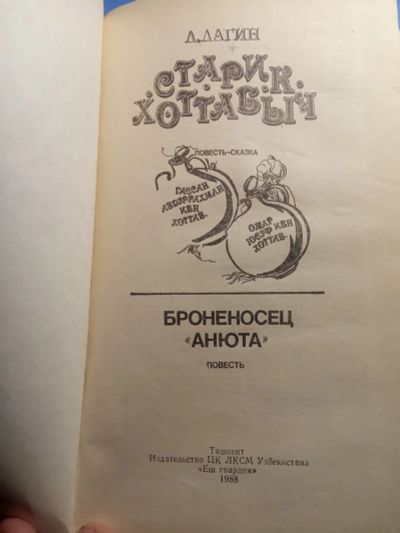 Л. ЛАГИН
СТАРИК
ХОТТАБЫЧ
ПОВЕСТЬ-СКАЗКА
ГАССАН
АБДУРРАХМАН
ИБН
ХОТТАБ.
ОМАР
ЮСУФ ИБН
ХОТТАБ.
БРОНЕНОСЕЦ
«АНЮТА»
ПОВЕСТЬ
Ташкент
Издательство ЦК ЛКСМ Узбекистана
«Ёш гвардия»
1988